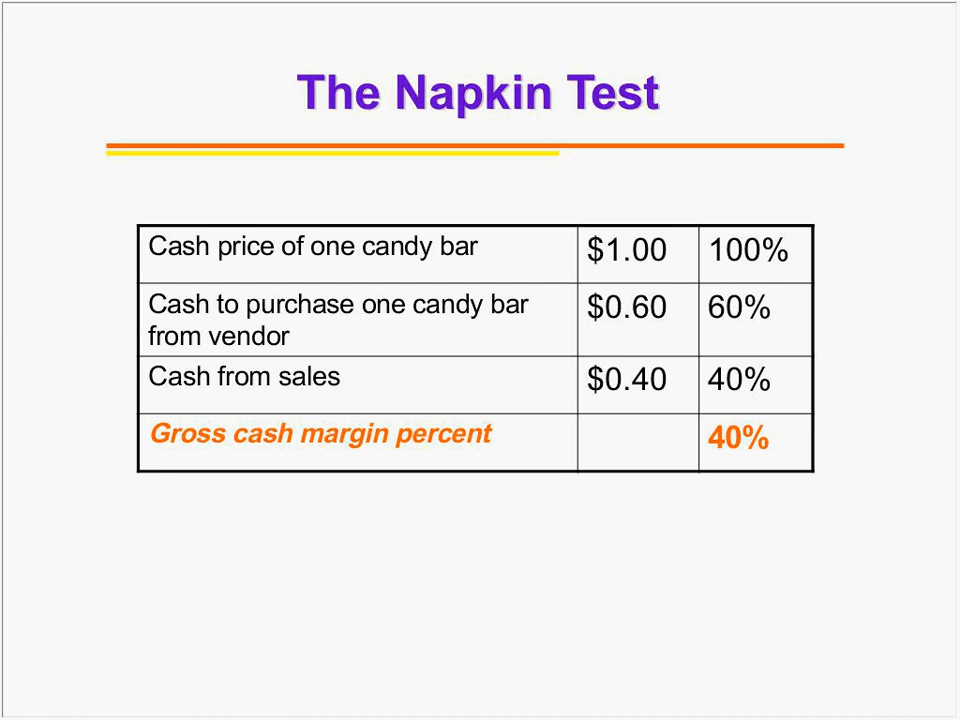 The Napkin Test
Cash price of one candy bar $1.00 100%
Cash to purchase one candy bar
from vendor $0.60 60%
Cash from sales $0.40 40%
Gross cash margin percent 40%